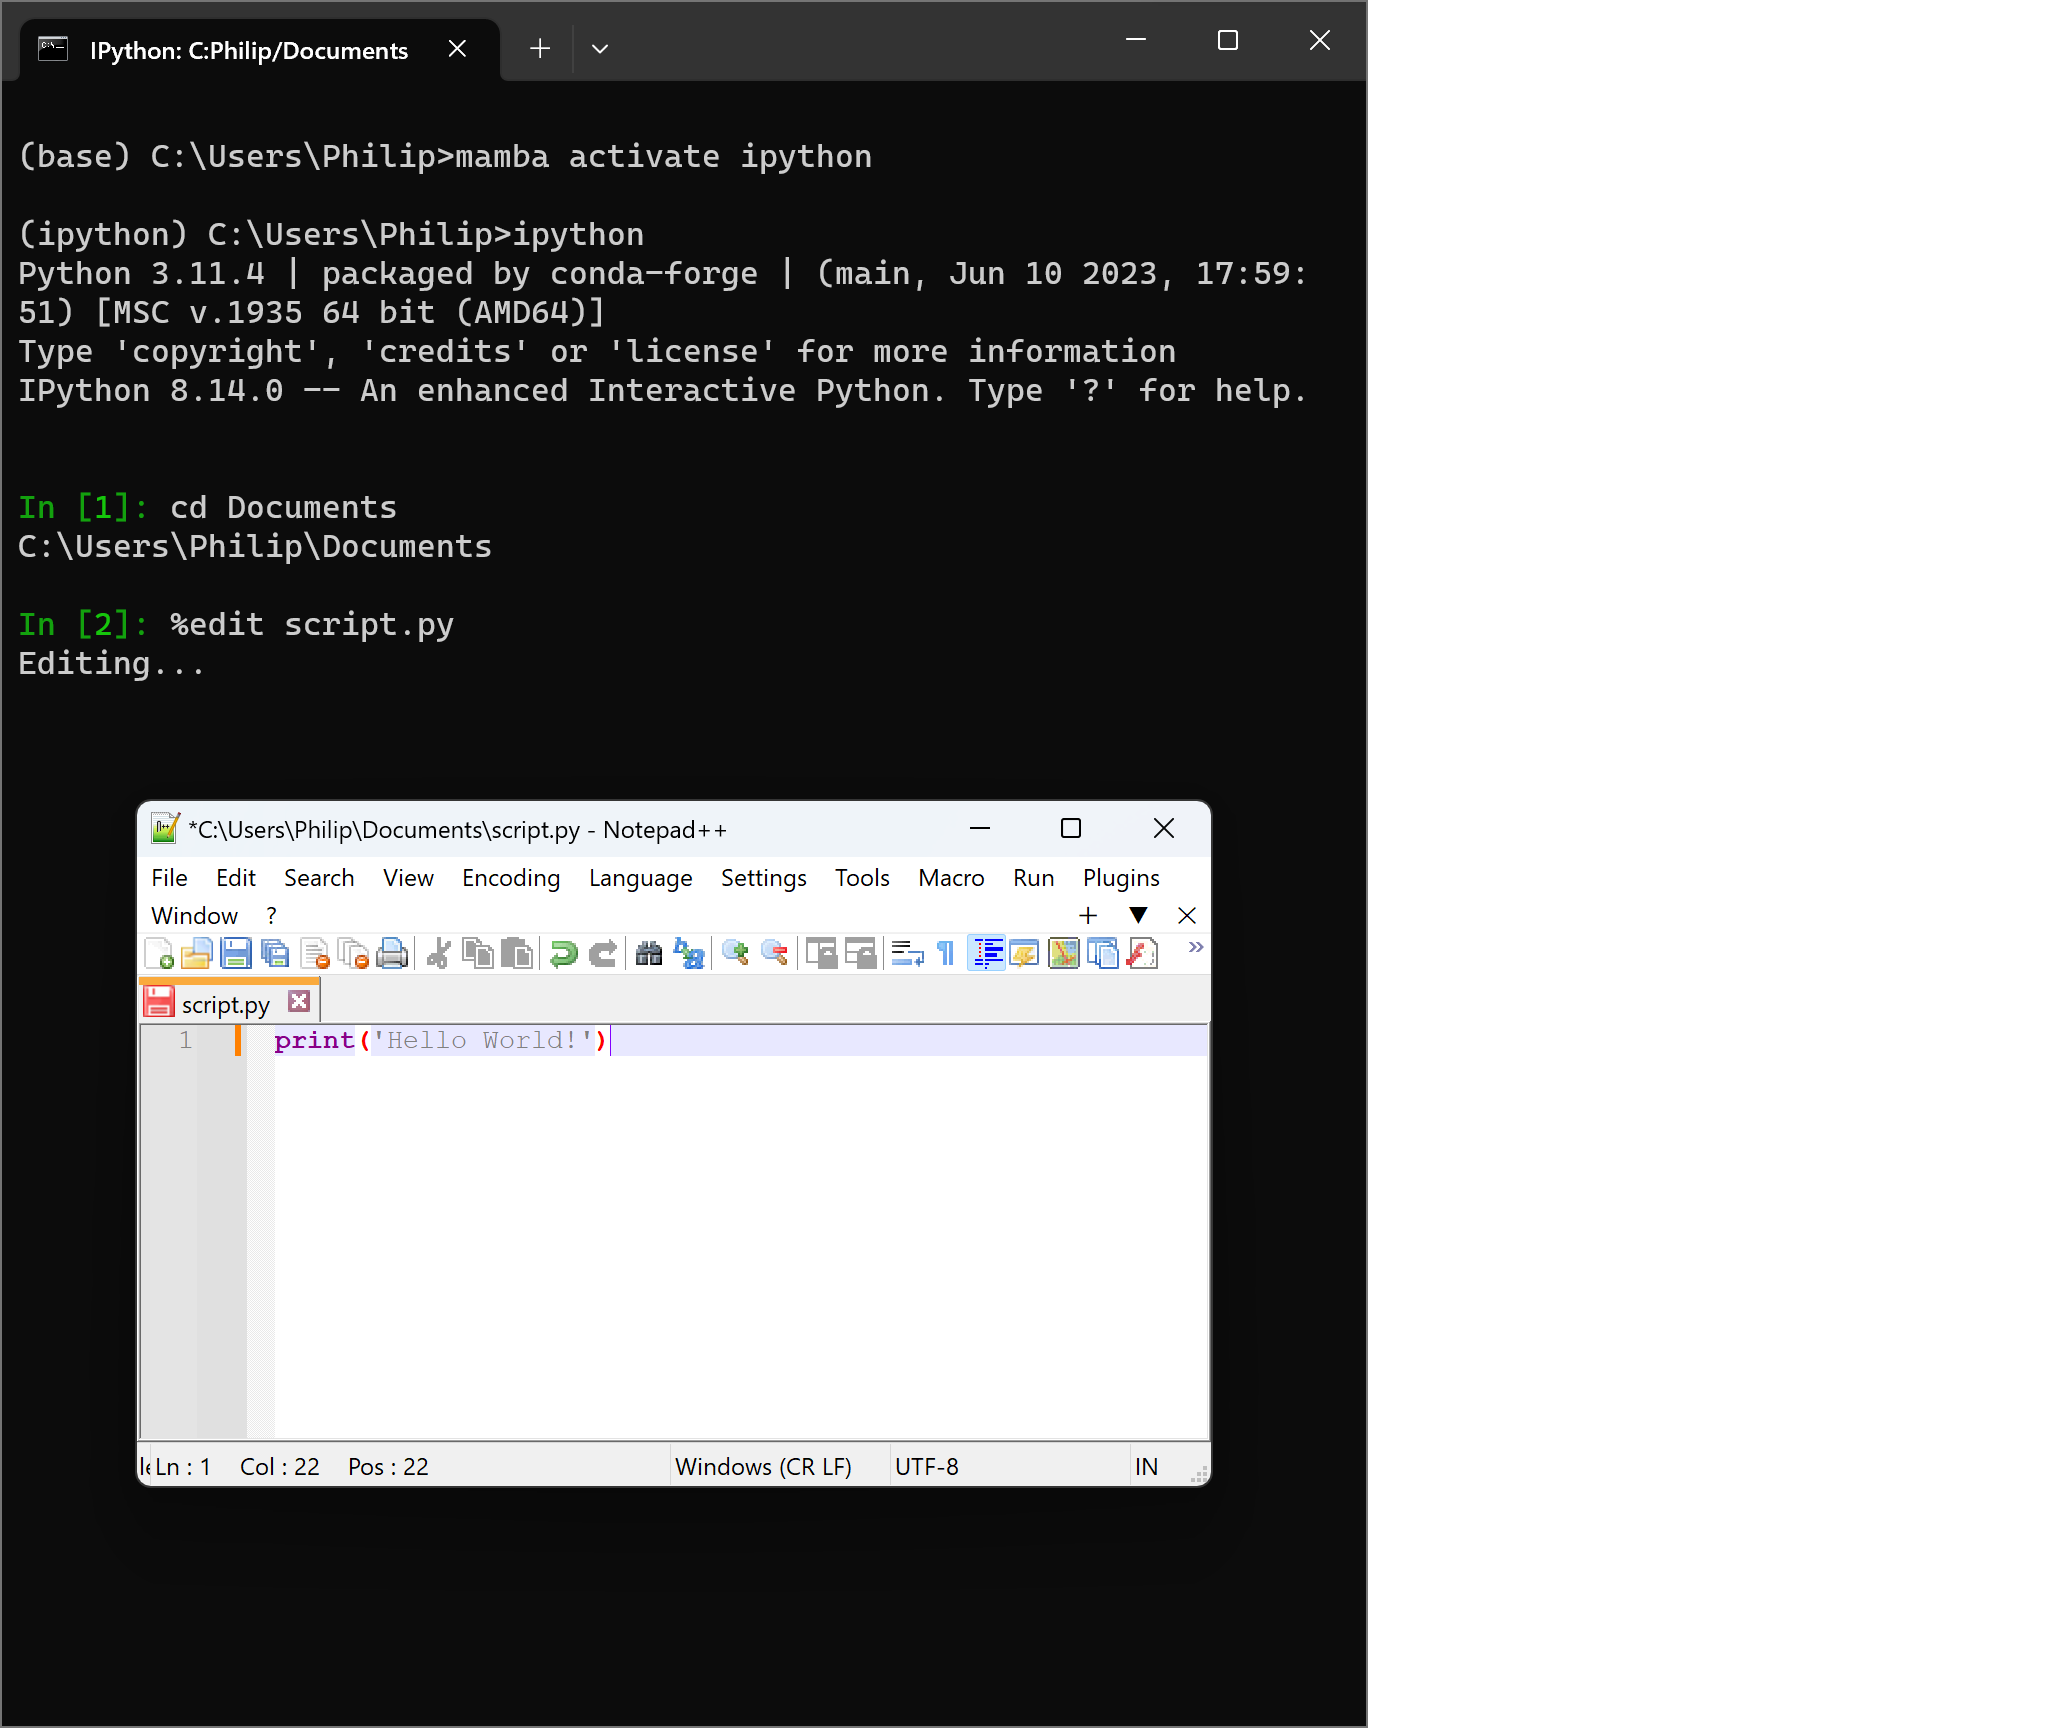 IPython: C:Philip/Documents
(base) C:\Users\Philip>mamba activate ipython
(ipython) C:\Users\Philip>ipython
Python 3.11.4 | packaged by conda-forge | (main, Jun 10 2023, 17:59:
51) [MSC v.1935 64 bit (AMD64)]
Type 'copyright', 'credits' or 'license' for more information
IPython 8.14.0 -- An enhanced Interactive Python. Type '?' for help.
In [1]: cd Documents
C:\Users\Philip\Documents
In [2]: %edit script.py
Editing...
*C:\Users\Philip\Documents\script.py - Notepad++
File Edit Search View Encoding Language Settings Tools Macro Run Plugins
Window ?
script.py
1 print('Hello World!')
Ln : 1 Col : 22 Pos : 22 Windows (CR LF) UTF-8 IN